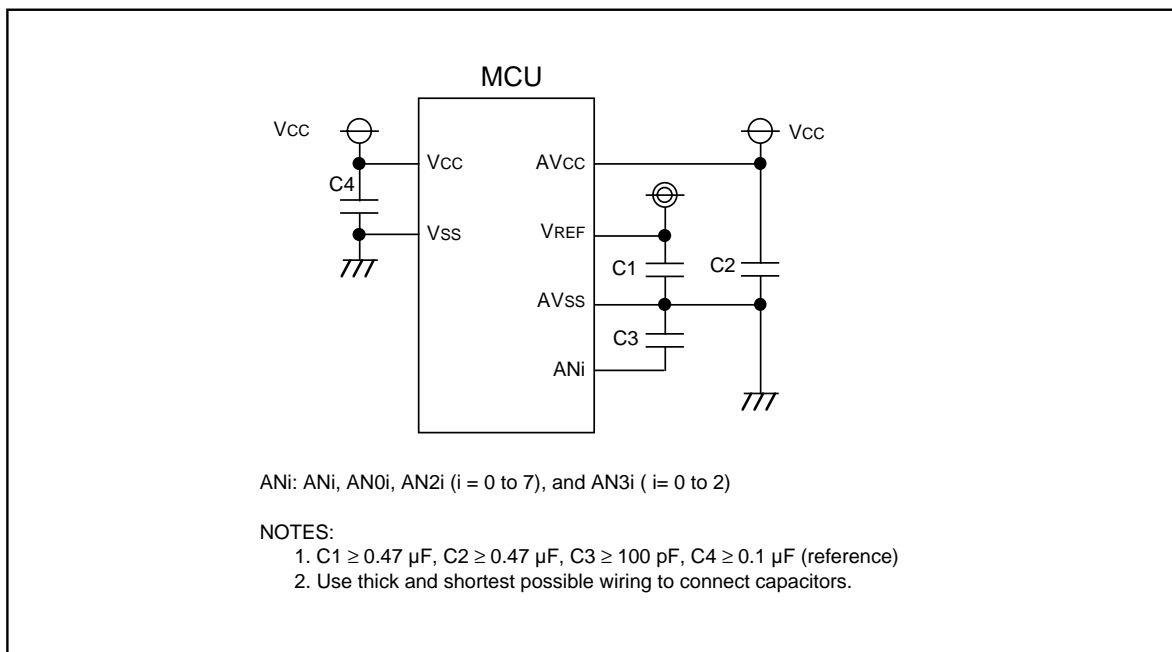 MCU
VCC
VCC
C4
VSS
AVCC
VCC
VREF
C1
C2
AVSS
C3
ANi
ANi: ANi, AN0i, AN2i (i = 0 to 7), and AN3i ( i= 0 to 2)
NOTES:
1. C1 ≥ 0.47 µF, C2 ≥ 0.47 µF, C3 ≥ 100 pF, C4 ≥ 0.1 µF (reference)
2. Use thick and shortest possible wiring to connect capacitors.